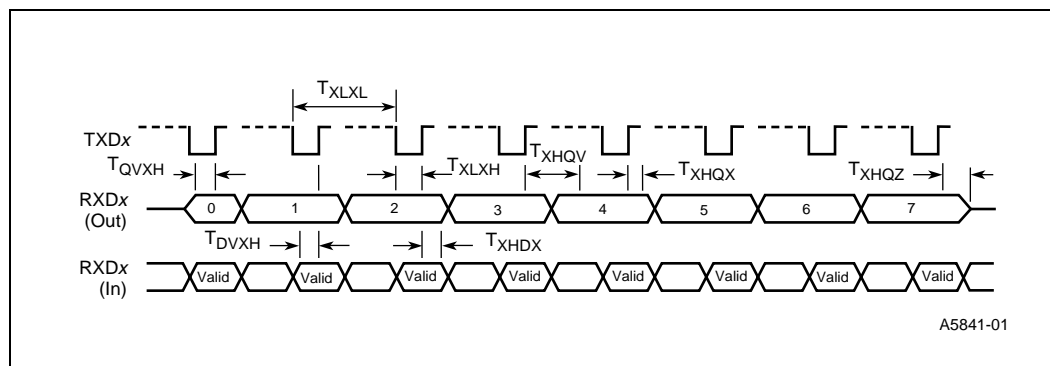 TXLXL
TXDx
TQVXH
TXLXH
TXHQV
TXHQX
TXHQZ
RXDx
(Out)
0 1 2 3 4 5 6 7
TDVXH
TXHDX
RXDx
(In)
Valid Valid Valid Valid Valid Valid Valid Valid
A5841-01